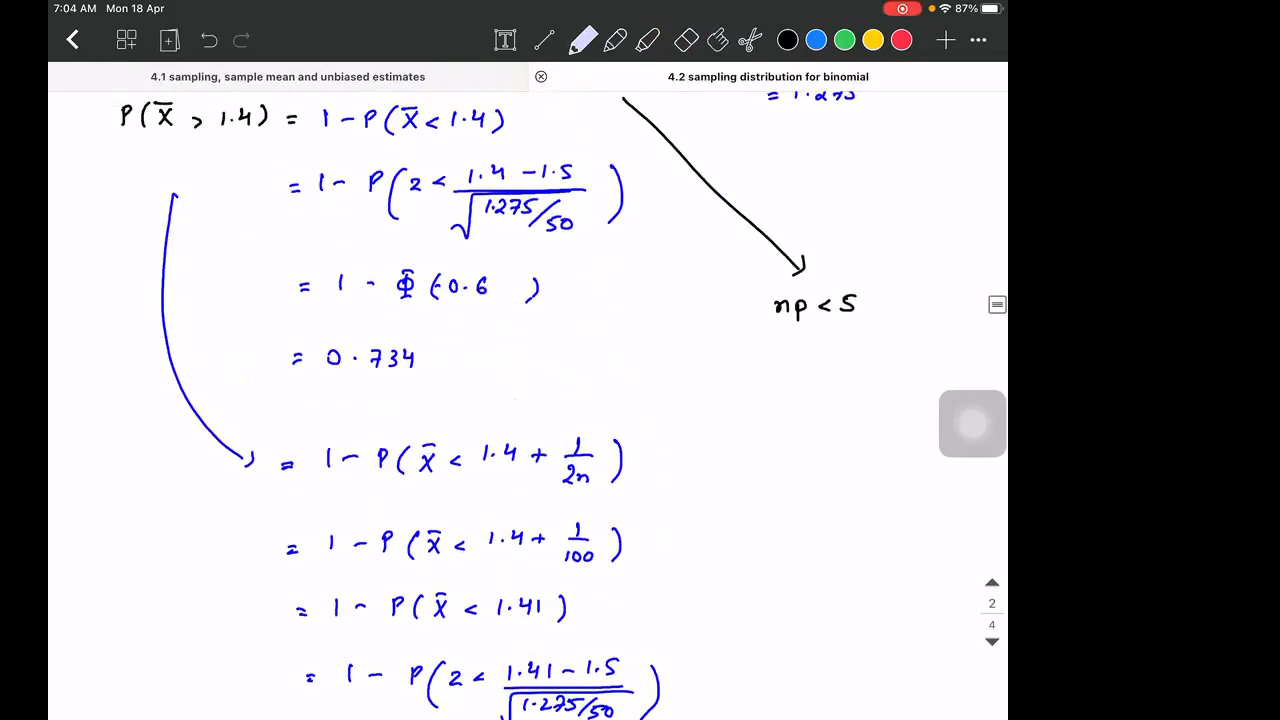 7:04 AM Mon 18 Apr 87%
4.1 sampling, sample mean and unbiased estimates 4.2 sampling distribution for binomial
= 1.275
P(X̄ > 1.4) = 1 - P(X̄ < 1.4)
= 1 - P(Z < (1.4 - 1.5)/√(1.275/50))
= 1 - Φ(-0.6 )
np < 5
= 0.734
= 1 - P(X̄ < 1.4 + 1/2n)
= 1 - P(X̄ < 1.4 + 1/100)
= 1 - P(X̄ < 1.41)
2
4
= 1 - P(Z < (1.41 - 1.5)/√(1.275/50))